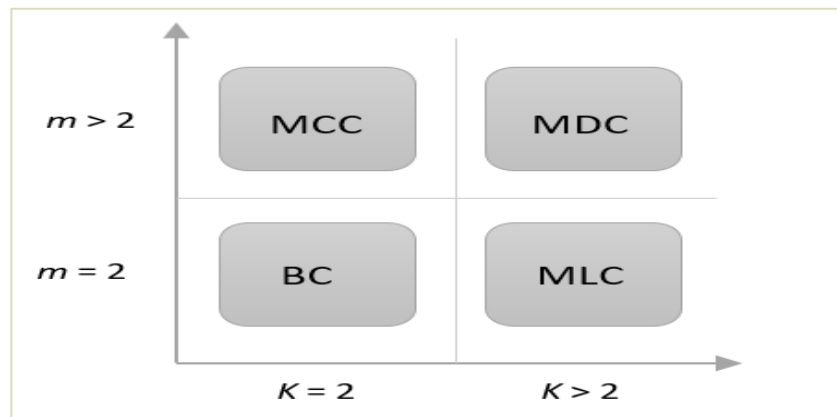 m > 2
MCC
MDC
m = 2
BC
MLC
K = 2
K > 2